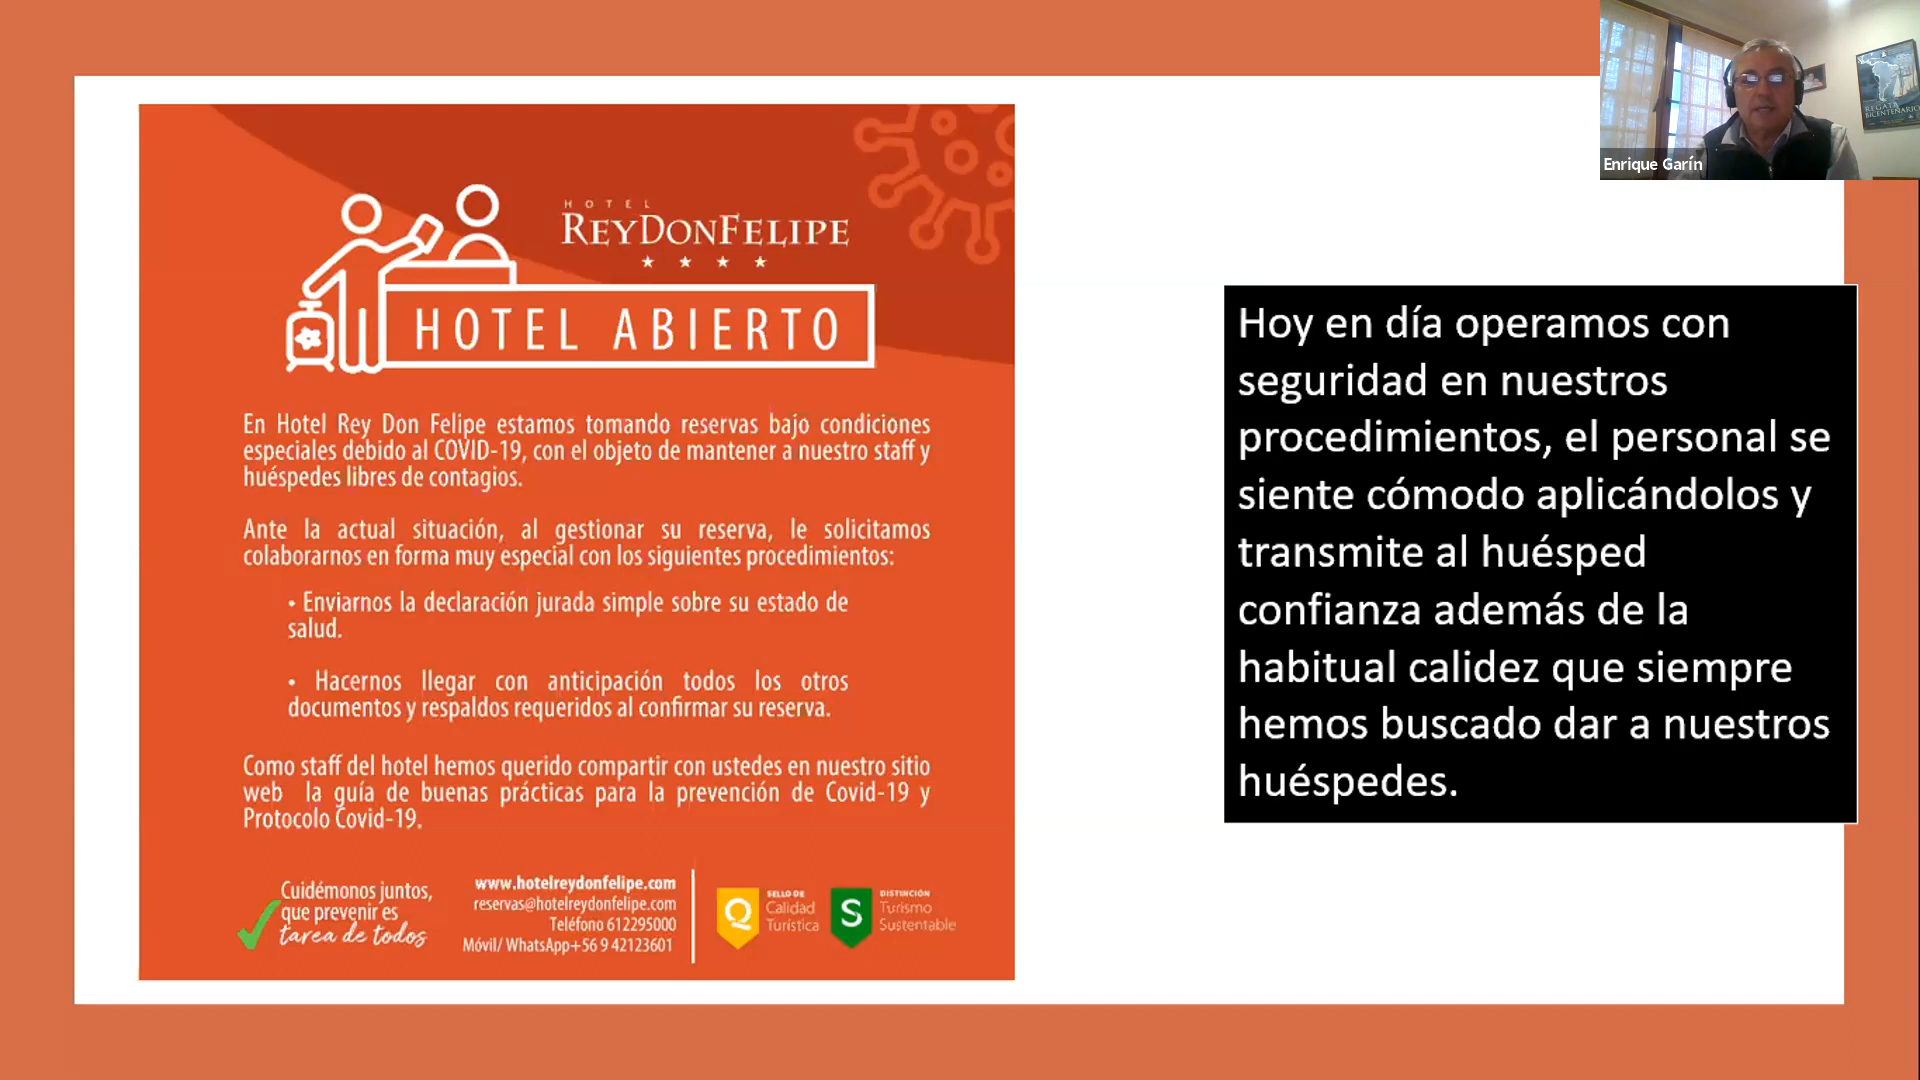 HOTEL
REYDONFELIPE
HOTEL ABIERTO
En Hotel Rey Don Felipe estamos tomando reservas bajo condiciones
especiales debido al COVID-19, con el objeto de mantener a nuestro staff y
huéspedes libres de contagios.
Ante la actual situación, al gestionar su reserva, le solicitamos
colaborarnos en forma muy especial con los siguientes procedimientos:
• Enviarnos la declaración jurada simple sobre su estado de
salud.
• Hacernos llegar con anticipación todos los otros
documentos y respaldos requeridos al confirmar su reserva.
Como staff del hotel hemos querido compartir con ustedes en nuestro sitio
web la guía de buenas prácticas para la prevención de Covid-19 y
Protocolo Covid-19.
Cuidémonos juntos,
que prevenir es
tarea de todos
www.hotelreydonfelipe.com
reservas@hotelreydonfelipe.com
Teléfono 612295000
Móvil/ WhatsApp+56 9 42123601
Q
SELLO DE
Calidad
Turística
S
DISTINCIÓN
Turismo
Sustentable
Hoy en día operamos con
seguridad en nuestros
procedimientos, el personal se
siente cómodo aplicándolos y
transmite al huésped
confianza además de la
habitual calidez que siempre
hemos buscado dar a nuestros
huéspedes.
REGATA
BICENTENARIO
Enrique Garín